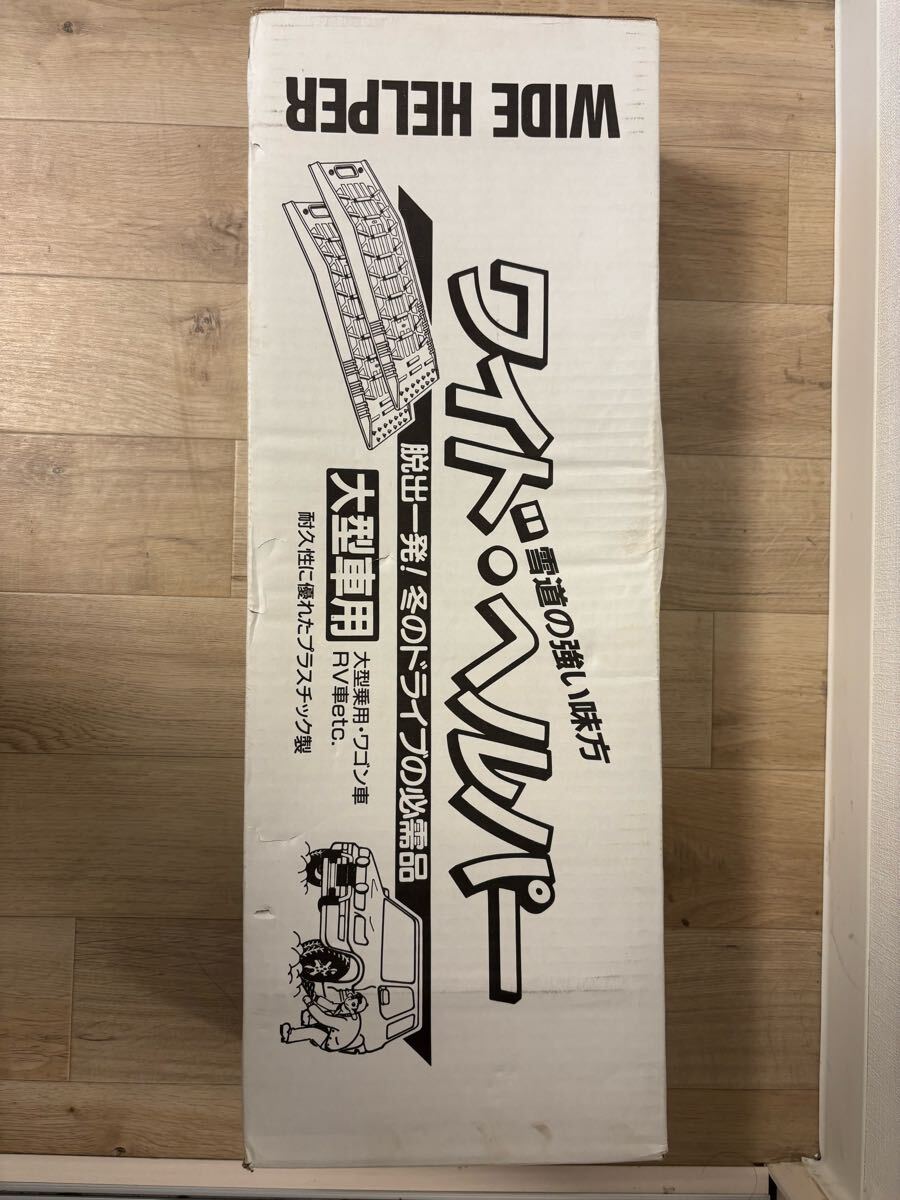 WIDE HELPER
雪道の強い味方
ワイド・ヘルパー
脱出一発!冬のドライブの必需品
大型車用
大型乗用・ワゴン車
RV車etc.
耐久性に優れたプラスチック製